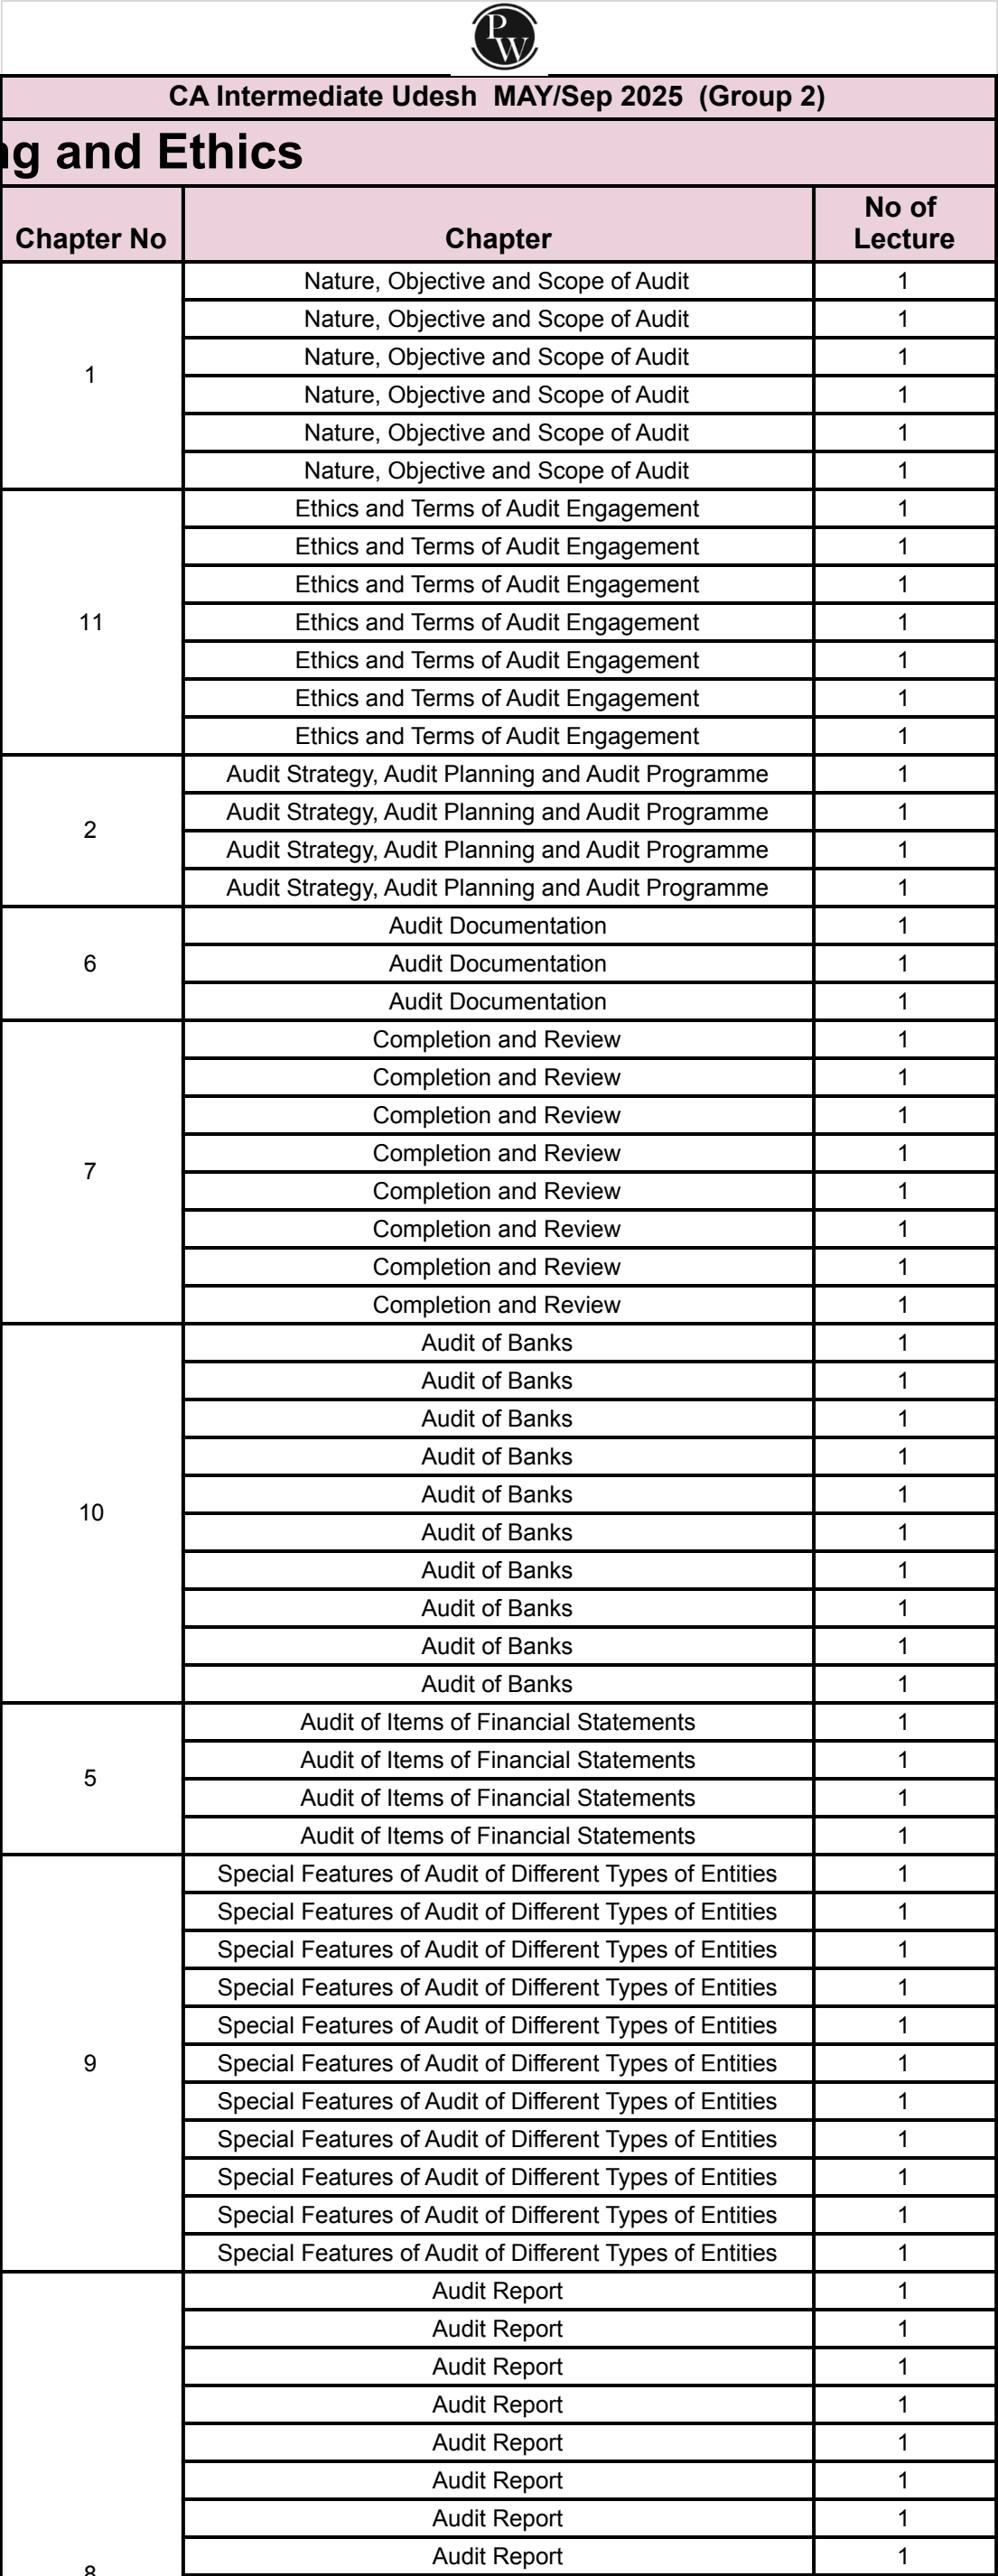 PW
CA Intermediate Udesh MAY/Sep 2025 (Group 2)
g and Ethics
Chapter No Chapter No of Lecture
1
Nature, Objective and Scope of Audit 1
Nature, Objective and Scope of Audit 1
Nature, Objective and Scope of Audit 1
Nature, Objective and Scope of Audit 1
Nature, Objective and Scope of Audit 1
Nature, Objective and Scope of Audit 1
11
Ethics and Terms of Audit Engagement 1
Ethics and Terms of Audit Engagement 1
Ethics and Terms of Audit Engagement 1
Ethics and Terms of Audit Engagement 1
Ethics and Terms of Audit Engagement 1
Ethics and Terms of Audit Engagement 1
Ethics and Terms of Audit Engagement 1
2
Audit Strategy, Audit Planning and Audit Programme 1
Audit Strategy, Audit Planning and Audit Programme 1
Audit Strategy, Audit Planning and Audit Programme 1
Audit Strategy, Audit Planning and Audit Programme 1
6
Audit Documentation 1
Audit Documentation 1
Audit Documentation 1
7
Completion and Review 1
Completion and Review 1
Completion and Review 1
Completion and Review 1
Completion and Review 1
Completion and Review 1
Completion and Review 1
Completion and Review 1
10
Audit of Banks 1
Audit of Banks 1
Audit of Banks 1
Audit of Banks 1
Audit of Banks 1
Audit of Banks 1
Audit of Banks 1
Audit of Banks 1
Audit of Banks 1
Audit of Banks 1
5
Audit of Items of Financial Statements 1
Audit of Items of Financial Statements 1
Audit of Items of Financial Statements 1
Audit of Items of Financial Statements 1
9
Special Features of Audit of Different Types of Entities 1
Special Features of Audit of Different Types of Entities 1
Special Features of Audit of Different Types of Entities 1
Special Features of Audit of Different Types of Entities 1
Special Features of Audit of Different Types of Entities 1
Special Features of Audit of Different Types of Entities 1
Special Features of Audit of Different Types of Entities 1
Special Features of Audit of Different Types of Entities 1
Special Features of Audit of Different Types of Entities 1
Special Features of Audit of Different Types of Entities 1
Special Features of Audit of Different Types of Entities 1
8
Audit Report 1
Audit Report 1
Audit Report 1
Audit Report 1
Audit Report 1
Audit Report 1
Audit Report 1
Audit Report 1